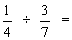 1/4 ÷ 3/7 =